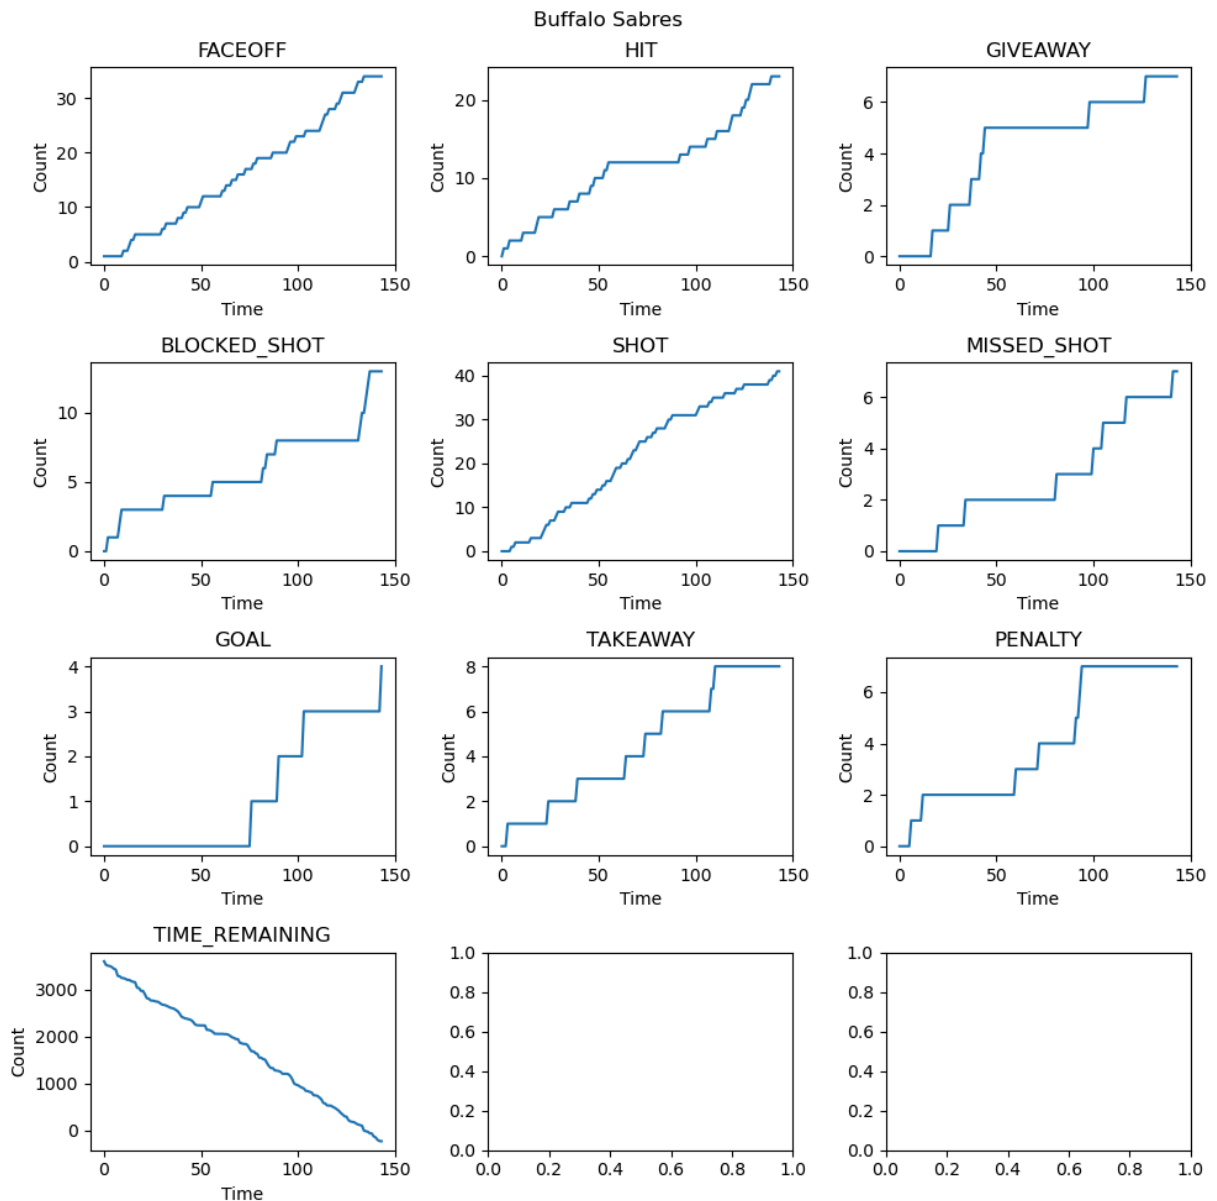 Buffalo Sabres
FACEOFF
HIT
GIVEAWAY
30
20
10
0
Count
0 50 100 150
Time
20
10
0
Count
0 50 100 150
Time
6
4
2
0
Count
0 50 100 150
Time
BLOCKED_SHOT
SHOT
MISSED_SHOT
10
5
0
Count
0 50 100 150
Time
40
30
20
10
0
Count
0 50 100 150
Time
6
4
2
0
Count
0 50 100 150
Time
GOAL
TAKEAWAY
PENALTY
4
3
2
1
0
Count
0 50 100 150
Time
8
6
4
2
0
Count
0 50 100 150
Time
6
4
2
0
Count
0 50 100 150
Time
TIME_REMAINING
3000
2000
1000
0
Count
0 50 100 150
Time
1.0
0.8
0.6
0.4
0.2
0.0
0.0 0.2 0.4 0.6 0.8 1.0
1.0
0.8
0.6
0.4
0.2
0.0
0.0 0.2 0.4 0.6 0.8 1.0